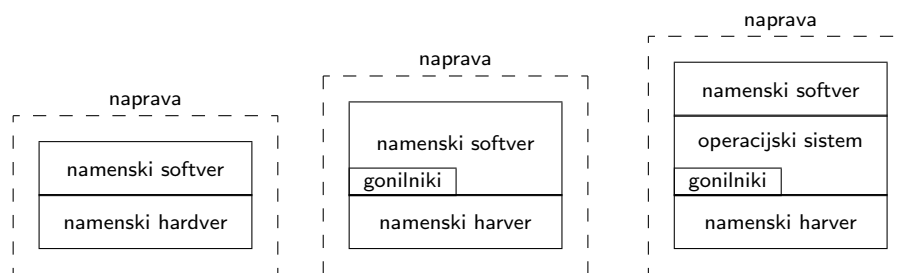 naprava
namenski softver
namenski hardver
naprava
namenski softver
gonilniki
namenski harver
naprava
namenski softver
operacijski sistem
gonilniki
namenski harver